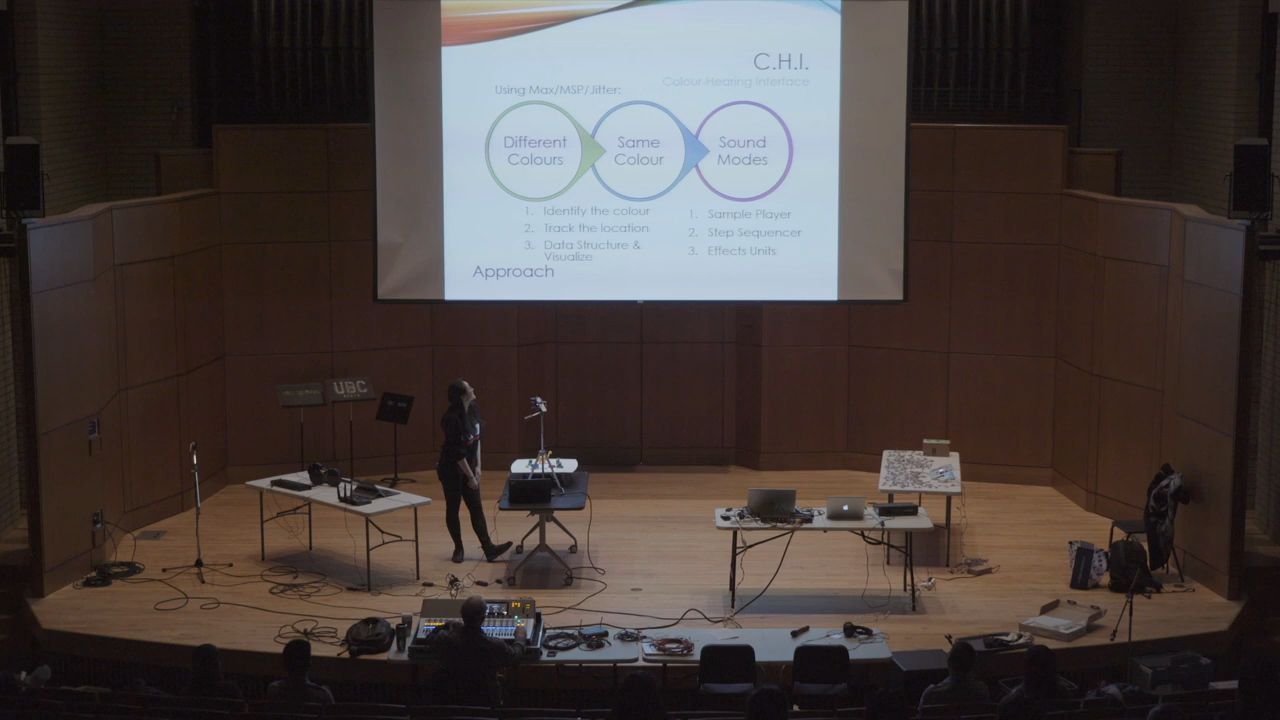 C.H.I.
Colour-Hearing Interface
Using Max/MSP/Jitter:
Different
Colours
Same
Colour
Sound
Modes
1. Identify the colour
2. Track the location
3. Data Structure &
Visualize
1. Sample Player
2. Step Sequencer
3. Effects Units
Approach
UBC